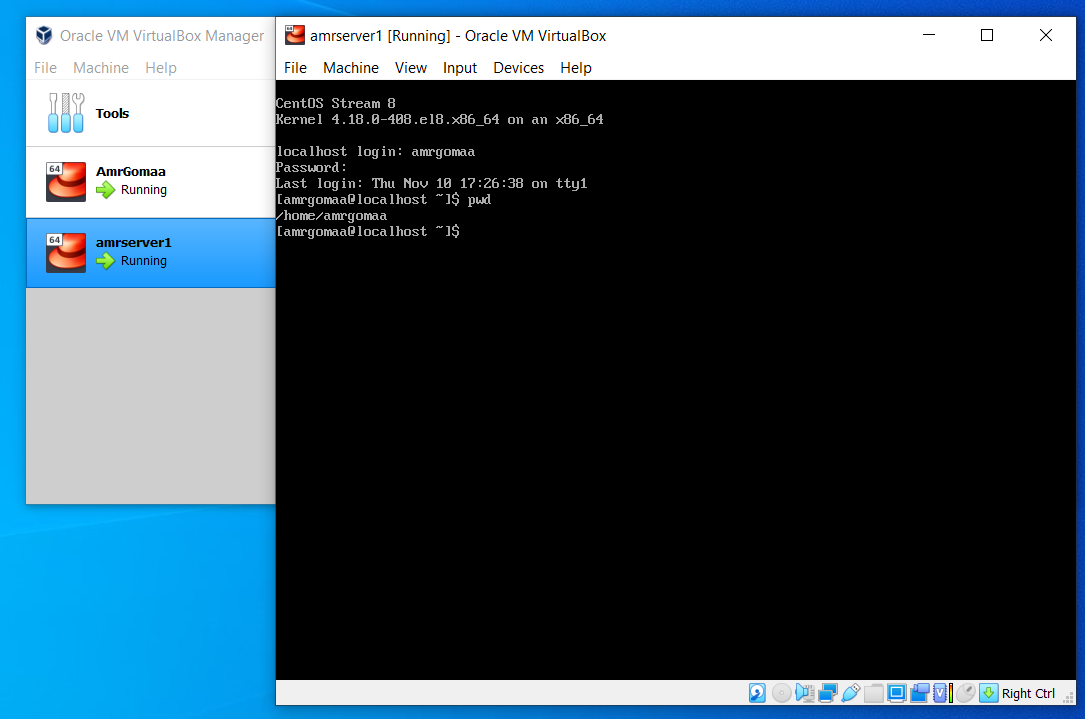 Oracle VM VirtualBox Manager
File Machine Help
Tools
64
AmrGomaa
Running
64
amrserver1
Running
64
amrserver1 [Running] - Oracle VM VirtualBox
File Machine View Input Devices Help
CentOS Stream 8
Kernel 4.18.0-408.el8.x86_64 on an x86_64
localhost login: amrgomaa
Password:
Last login: Thu Nov 10 17:26:38 on tty1
[amrgomaa@localhost ~]$ pwd
/home/amrgomaa
[amrgomaa@localhost ~]$
V
Right Ctrl